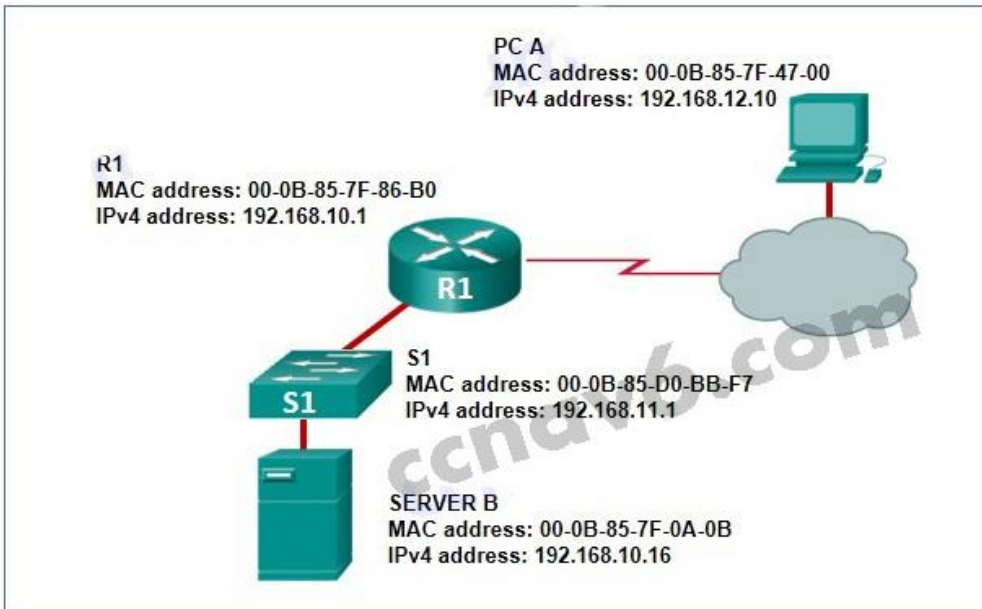 PC A
MAC address: 00-0B-85-7F-47-00
IPv4 address: 192.168.12.10
R1
MAC address: 00-0B-85-7F-86-B0
IPv4 address: 192.168.10.1
R1
S1
MAC address: 00-0B-85-D0-BB-F7
IPv4 address: 192.168.11.1
S1
ccnav6.com
SERVER B
MAC address: 00-0B-85-7F-0A-0B
IPv4 address: 192.168.10.16